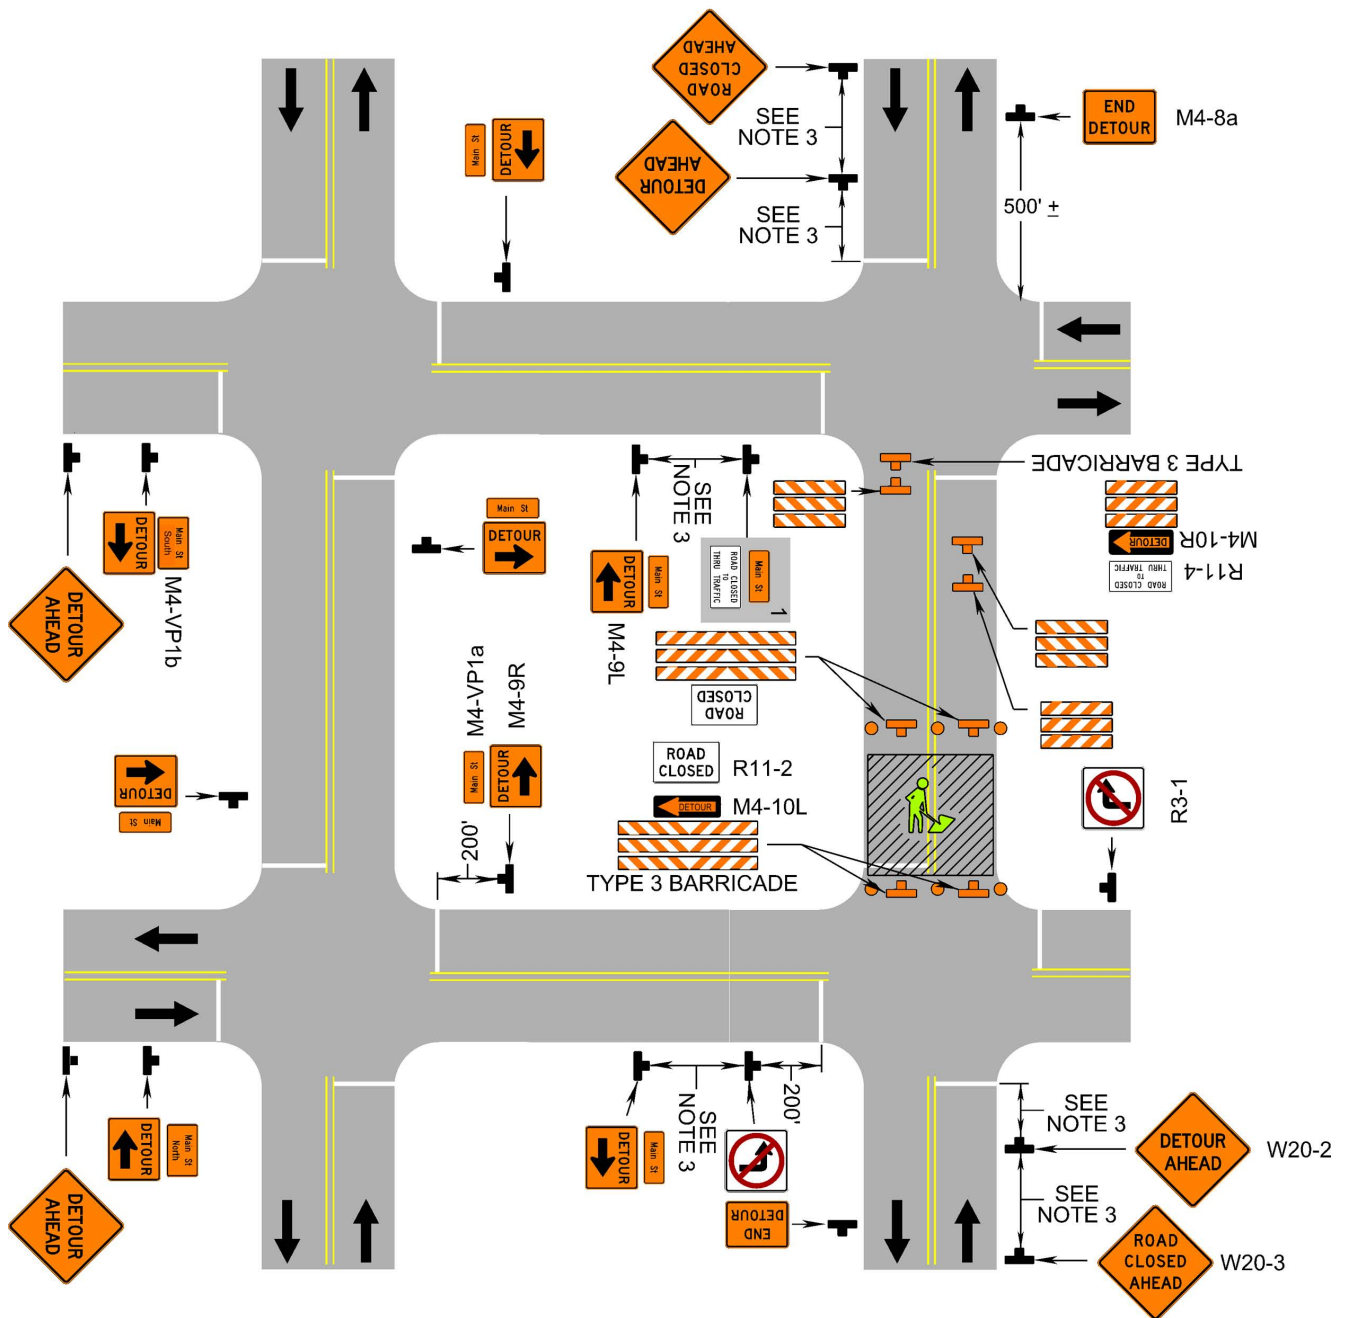 ROAD
CLOSED
AHEAD
SEE
NOTE 3
DETOUR
AHEAD
SEE
NOTE 3
END
DETOUR
M4-8a
500' ±
Main St
DETOUR
TYPE 3 BARRICADE
DETOUR
M4-10R
ROAD CLOSED
TO
THRU TRAFFIC
R11-4
DETOUR
Main St
South
M4-VP1b
DETOUR
AHEAD
Main St
DETOUR
SEE
NOTE 3
DETOUR
Main St
M4-9L
Main St
ROAD CLOSED
TO
THRU TRAFFIC
1
ROAD
CLOSED
ROAD
CLOSED
R11-2
DETOUR
M4-10L
TYPE 3 BARRICADE
M4-VP1a
M4-9R
Main St
DETOUR
200'
DETOUR
Main St
R3-1
DETOUR
Main St
North
DETOUR
AHEAD
DETOUR
Main St
SEE
NOTE 3
200'
END
DETOUR
SEE
NOTE 3
DETOUR
AHEAD
W20-2
SEE
NOTE 3
ROAD
CLOSED
AHEAD
W20-3